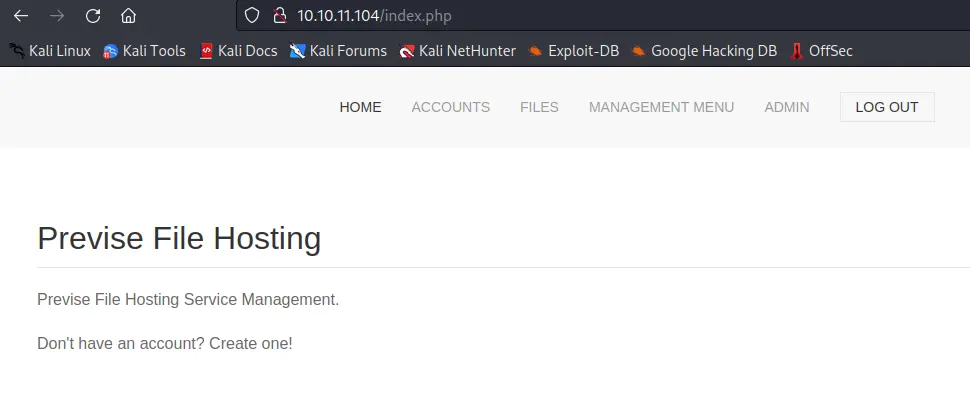 10.10.11.104/index.php
Kali Linux Kali Tools Kali Docs Kali Forums Kali NetHunter Exploit-DB Google Hacking DB OffSec
HOME ACCOUNTS FILES MANAGEMENT MENU ADMIN LOG OUT
Previse File Hosting
Previse File Hosting Service Management.
Don't have an account? Create one!